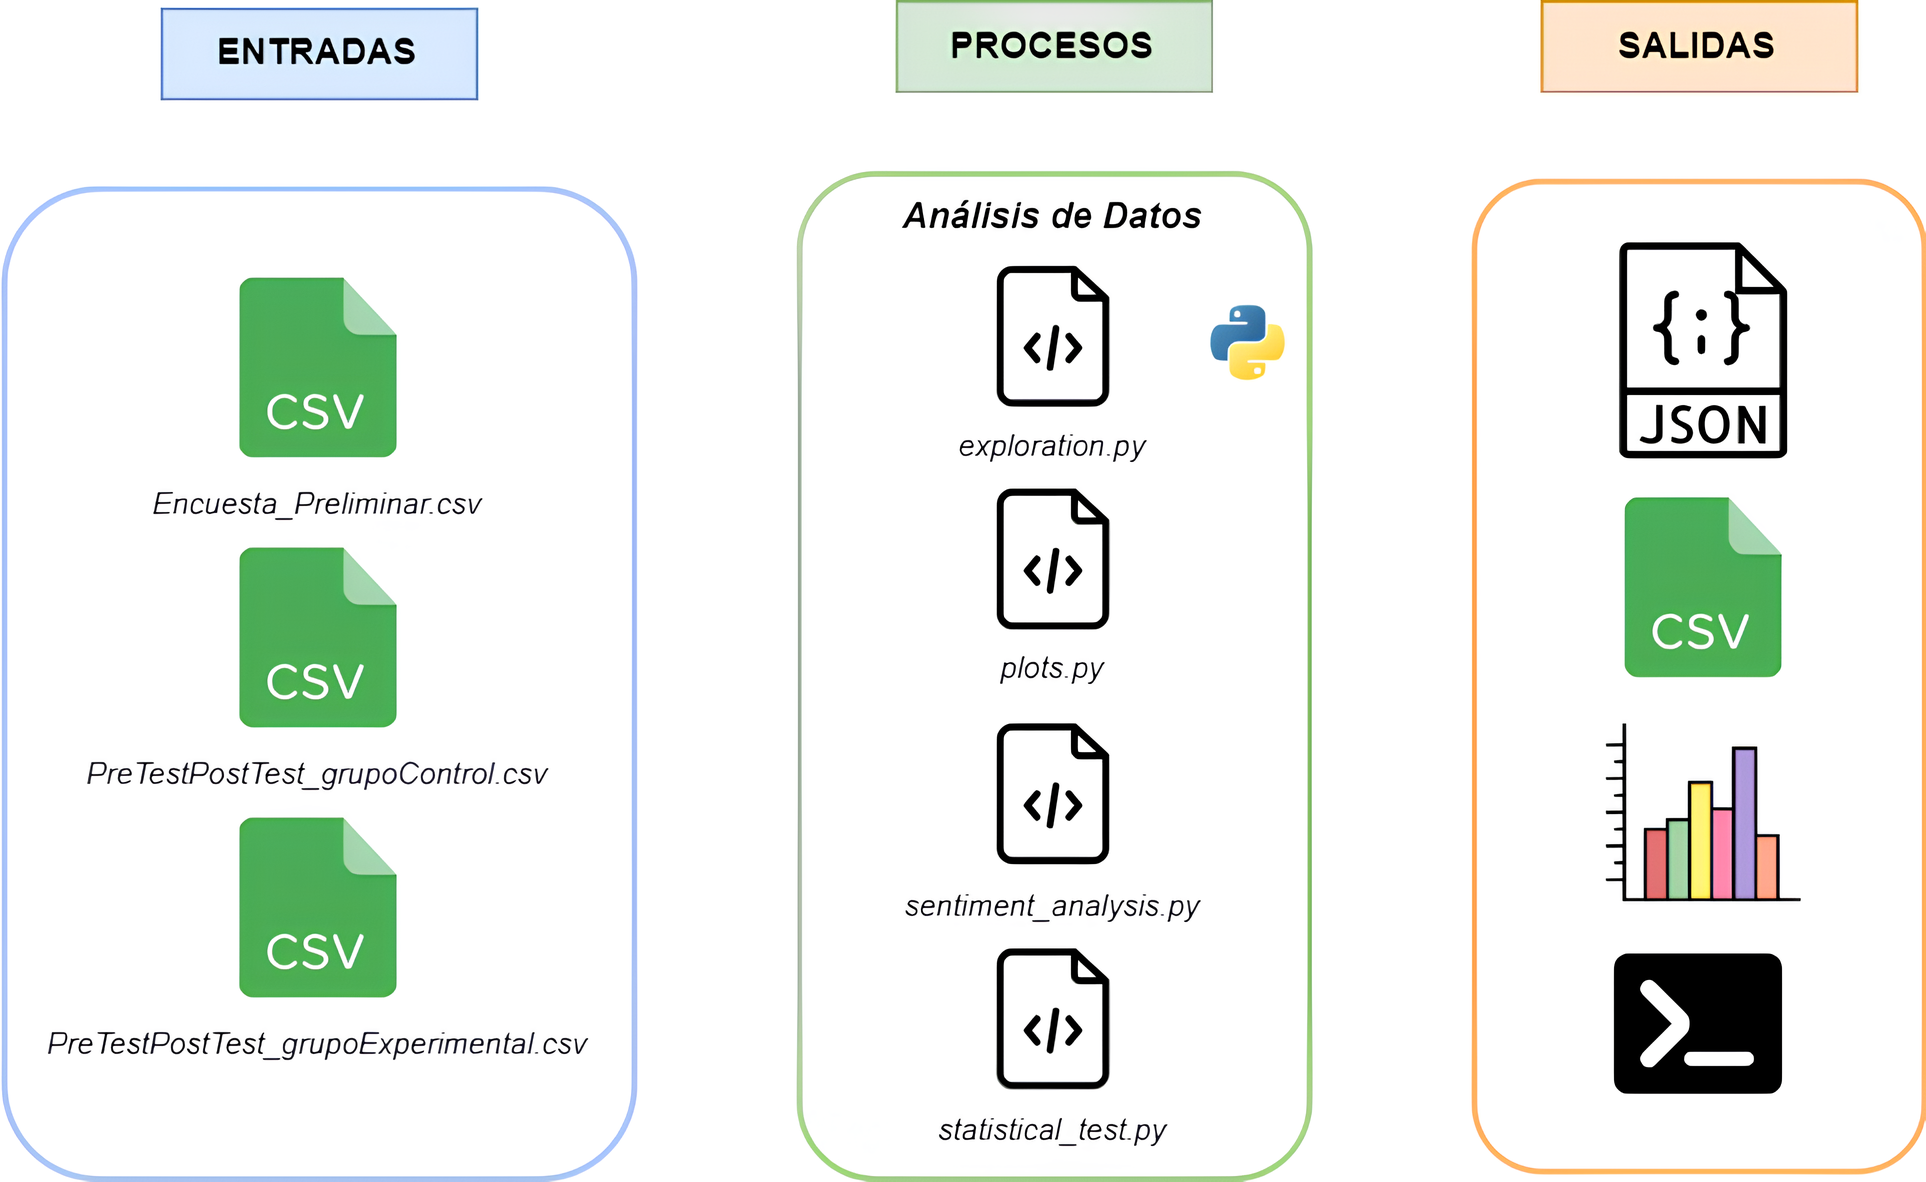 ENTRADAS
PROCESOS
SALIDAS
CSV
Encuesta_Preliminar.csv
CSV
PreTestPostTest_grupoControl.csv
CSV
PreTestPostTest_grupoExperimental.csv
Análisis de Datos
</>
exploration.py
</>
plots.py
</>
sentiment_analysis.py
</>
statistical_test.py
{;}
JSON
CSV
>_